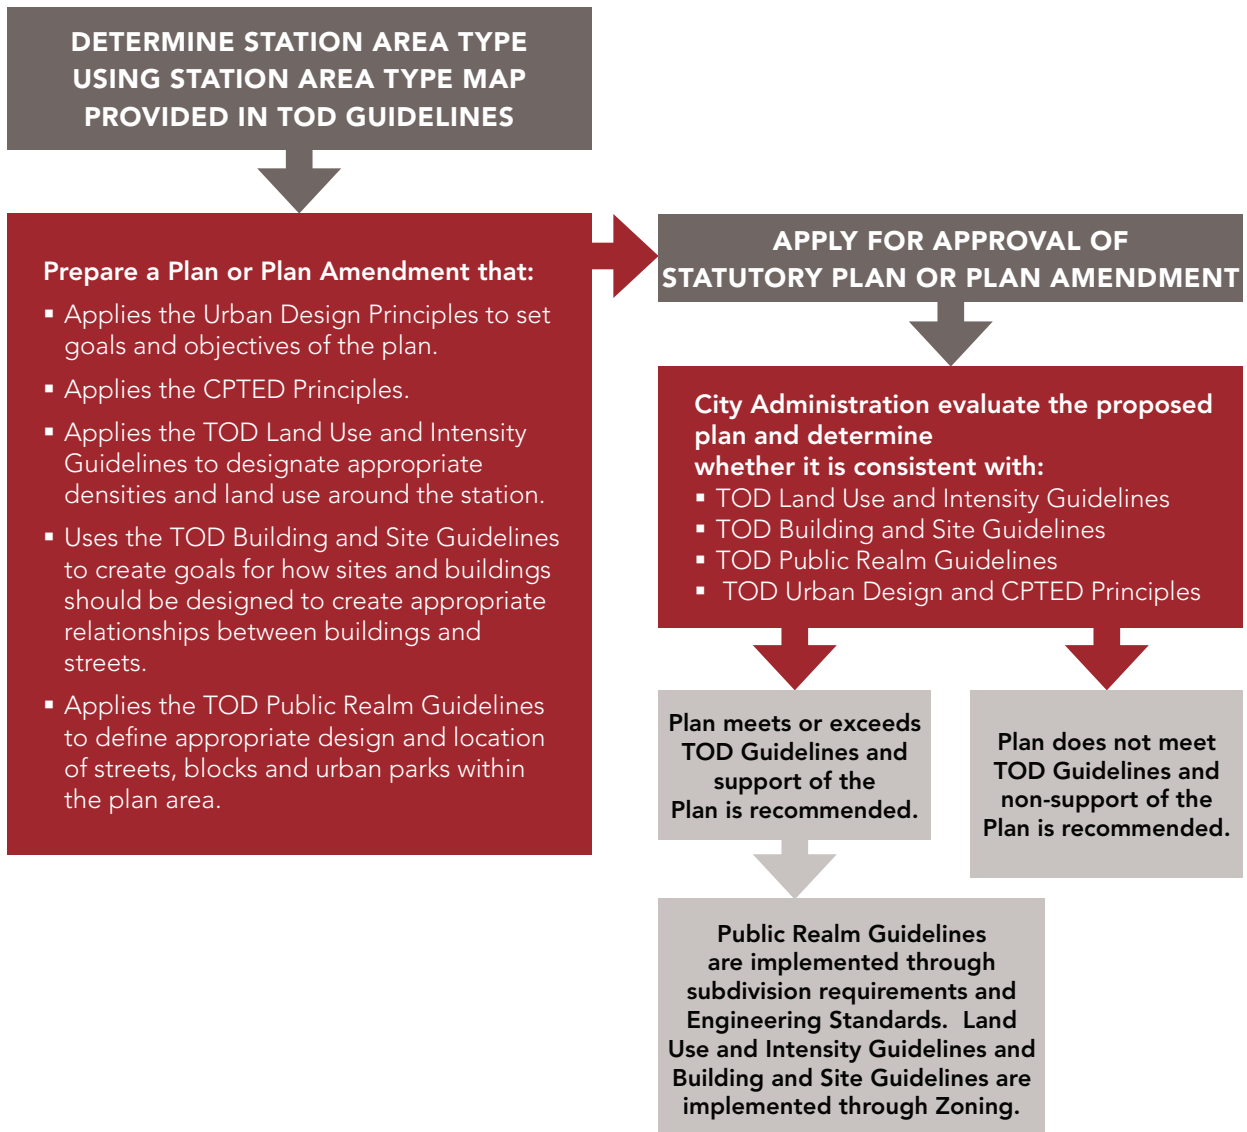 DETERMINE STATION AREA TYPE
USING STATION AREA TYPE MAP
PROVIDED IN TOD GUIDELINES
Prepare a Plan or Plan Amendment that:
▪ Applies the Urban Design Principles to set
goals and objectives of the plan.
▪ Applies the CPTED Principles.
▪ Applies the TOD Land Use and Intensity
Guidelines to designate appropriate
densities and land use around the station.
▪ Uses the TOD Building and Site Guidelines
to create goals for how sites and buildings
should be designed to create appropriate
relationships between buildings and
streets.
▪ Applies the TOD Public Realm Guidelines
to define appropriate design and location
of streets, blocks and urban parks within
the plan area.
APPLY FOR APPROVAL OF
STATUTORY PLAN OR PLAN AMENDMENT
City Administration evaluate the proposed
plan and determine
whether it is consistent with:
▪ TOD Land Use and Intensity Guidelines
▪ TOD Building and Site Guidelines
▪ TOD Public Realm Guidelines
▪ TOD Urban Design and CPTED Principles
Plan meets or exceeds
TOD Guidelines and
support of the
Plan is recommended.
Plan does not meet
TOD Guidelines and
non-support of the
Plan is recommended.
Public Realm Guidelines
are implemented through
subdivision requirements and
Engineering Standards. Land
Use and Intensity Guidelines and
Building and Site Guidelines are
implemented through Zoning.